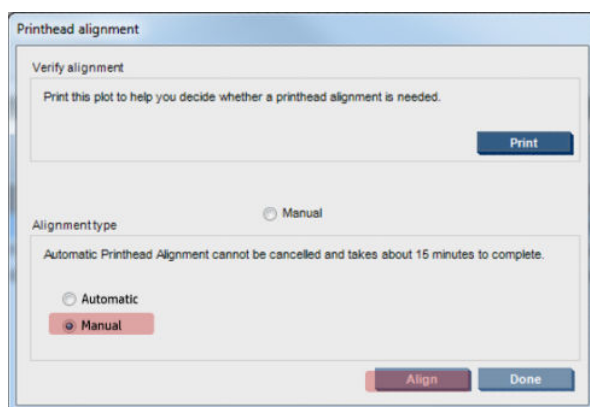 Printhead alignment
Verify alignment
Print this plot to help you decide whether a printhead alignment is needed.
Print
Manual
Alignment type
Automatic Printhead Alignment cannot be cancelled and takes about 15 minutes to complete.
Automatic
Manual
Align Done